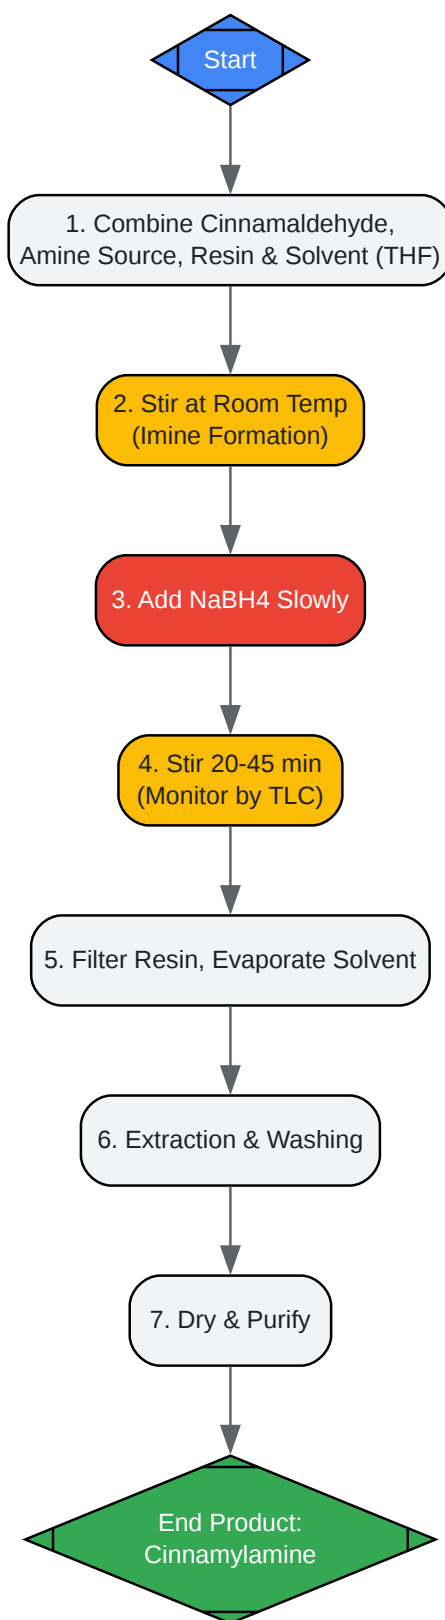 Start
1. Combine Cinnamaldehyde,
Amine Source, Resin & Solvent (THF)
2. Stir at Room Temp
(Imine Formation)
3. Add NaBH4 Slowly
4. Stir 20-45 min
(Monitor by TLC)
5. Filter Resin, Evaporate Solvent
6. Extraction & Washing
7. Dry & Purify
End Product:
Cinnamylamine